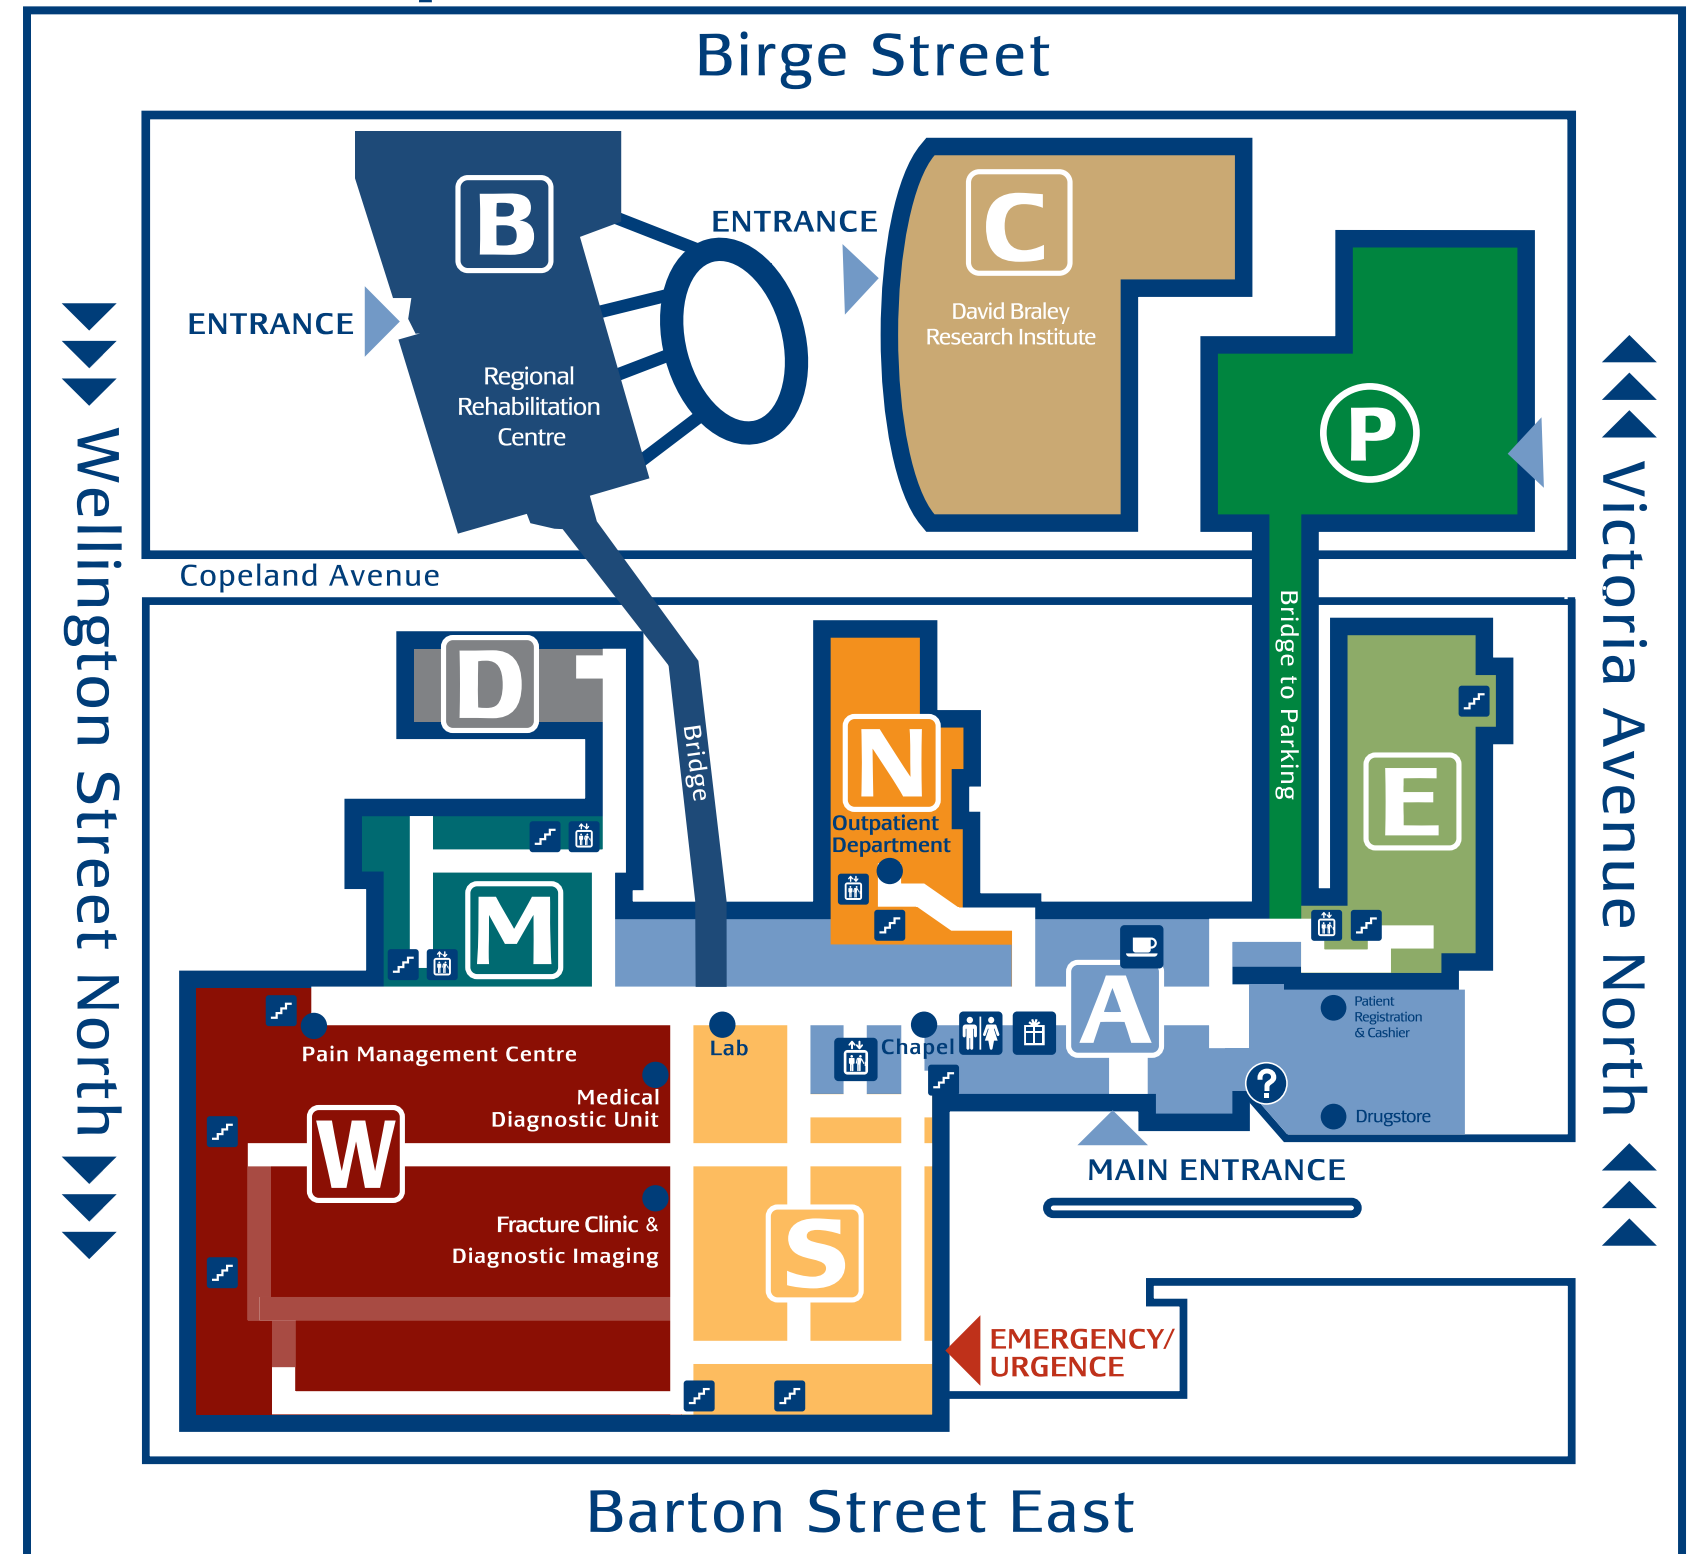 Birge Street
B
ENTRANCE
C
David Braley
Research Institute
ENTRANCE
Regional
Rehabilitation
Centre
P
Copeland Avenue
Wellington Street North
Victoria Avenue North
Bridge to Parking
D
Bridge
N
Outpatient
Department
E
M
A
Patient
Registration
& Cashier
Pain Management Centre
Lab
Chapel
Medical
Diagnostic Unit
?
Drugstore
W
MAIN ENTRANCE
Fracture Clinic &
Diagnostic Imaging
S
EMERGENCY/
URGENCE
Barton Street East